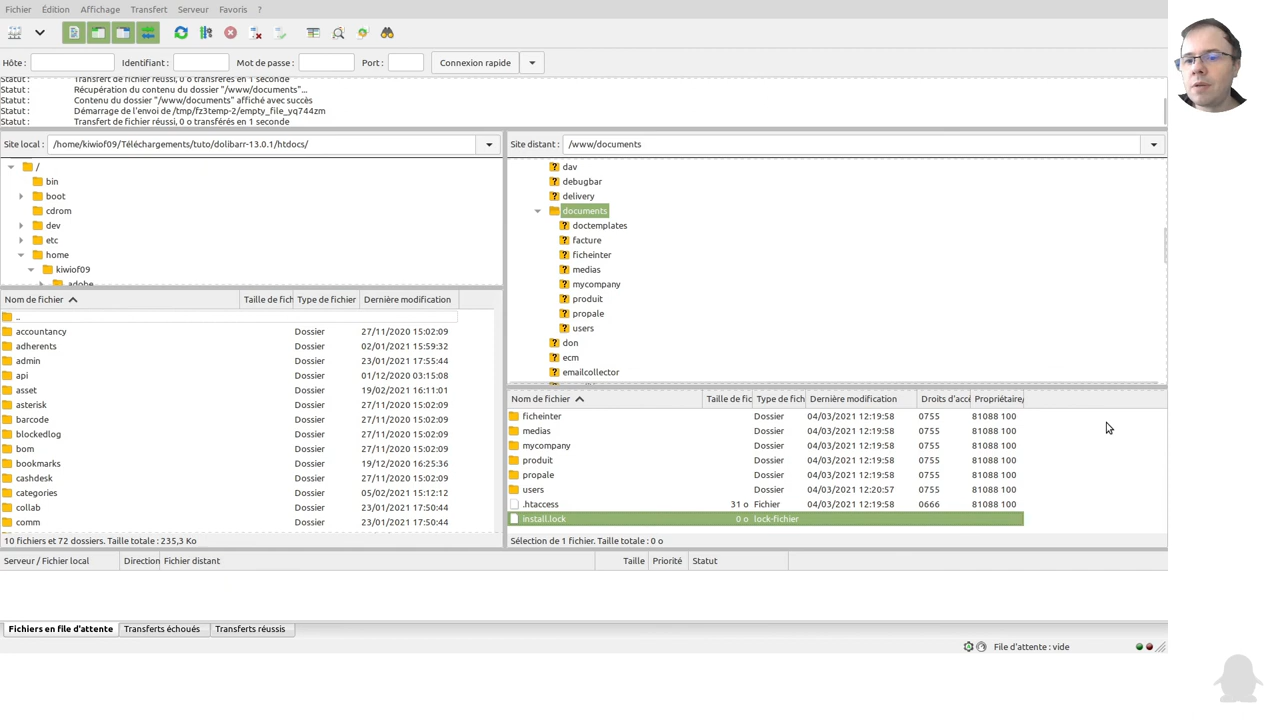 Fichier Édition Affichage Transfert Serveur Favoris ?
Hôte : Identifiant : Mot de passe : Port : Connexion rapide
Statut : Transfert de fichier réussi, 0 o transférés en 1 seconde
Statut : Récupération du contenu du dossier "/www/documents"...
Statut : Contenu du dossier "/www/documents" affiché avec succès
Statut : Démarrage de l'envoi de /tmp/fz3temp-2/empty_file_yq744zm
Statut : Transfert de fichier réussi, 0 o transférés en 1 seconde
Site local : /home/kiwiof09/Téléchargements/tuto/dolibarr-13.0.1/htdocs/
/
bin
boot
cdrom
dev
etc
home
kiwiof09
adobe
Nom de fichier Taille de fich Type de fichier Dernière modification
..
accountancy Dossier 27/11/2020 15:02:09
adherents Dossier 02/01/2021 15:59:32
admin Dossier 23/01/2021 17:55:44
api Dossier 01/12/2020 03:15:08
asset Dossier 19/02/2021 16:11:01
asterisk Dossier 27/11/2020 15:02:09
barcode Dossier 27/11/2020 15:02:09
blockedlog Dossier 27/11/2020 15:02:09
bom Dossier 27/11/2020 15:02:09
bookmarks Dossier 19/12/2020 16:25:36
cashdesk Dossier 27/11/2020 15:02:09
categories Dossier 05/02/2021 15:12:12
collab Dossier 23/01/2021 17:50:44
comm Dossier 23/01/2021 17:50:44
10 fichiers et 72 dossiers. Taille totale : 235,3 Ko
Site distant : /www/documents
dav
debugbar
delivery
documents
doctemplates
facture
ficheinter
medias
mycompany
produit
propale
users
don
ecm
emailcollector
Nom de fichier Taille de fic Type de fich Dernière modification Droits d'accè Propriétaire/
ficheinter Dossier 04/03/2021 12:19:58 0755 81088 100
medias Dossier 04/03/2021 12:19:58 0755 81088 100
mycompany Dossier 04/03/2021 12:19:58 0755 81088 100
produit Dossier 04/03/2021 12:19:58 0755 81088 100
propale Dossier 04/03/2021 12:19:58 0755 81088 100
users Dossier 04/03/2021 12:20:57 0755 81088 100
.htaccess 31 o Fichier 04/03/2021 12:19:58 0666 81088 100
install.lock 0 o lock-fichier
Sélection de 1 fichier. Taille totale : 0 o
Serveur / Fichier local Direction Fichier distant Taille Priorité Statut
Fichiers en file d'attente Transferts échoués Transferts réussis
File d'attente : vide